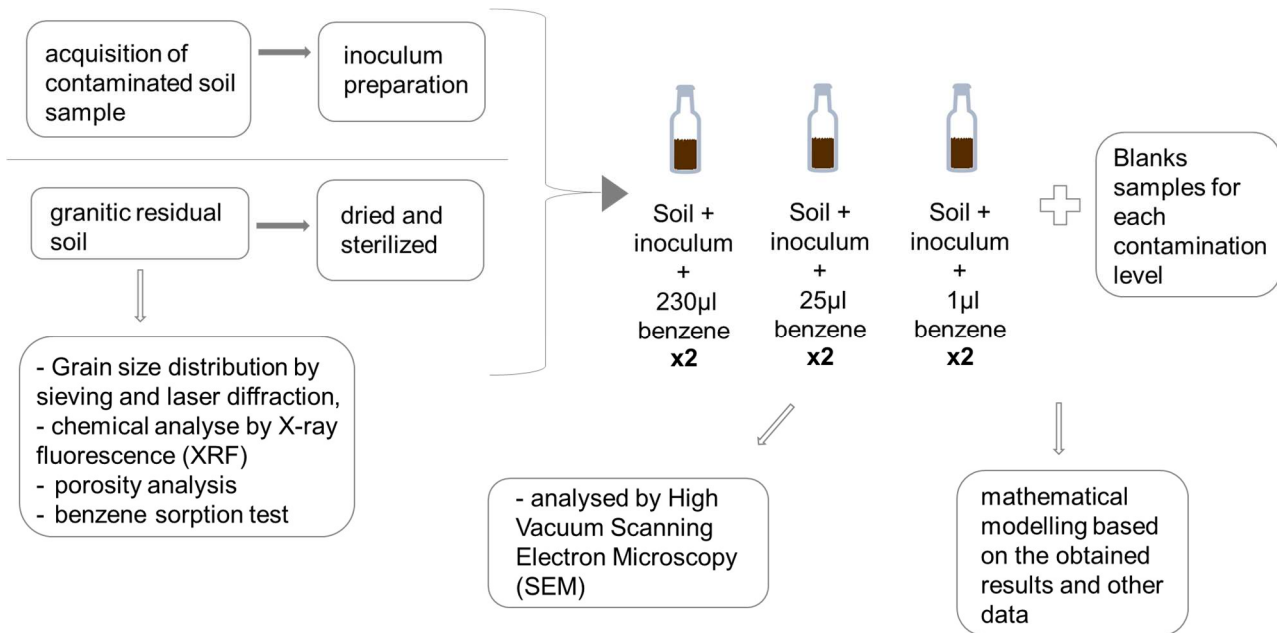 acquisition of
contaminated soil
sample
inoculum
preparation
granitic residual
soil
dried and
sterilized
- Grain size distribution by
sieving and laser diffraction,
- chemical analyse by X-ray
fluorescence (XRF)
- porosity analysis
- benzene sorption test
Soil +
inoculum
+
230µl
benzene
x2
Soil +
inoculum
+
25µl
benzene
x2
Soil +
inoculum
+
1µl
benzene
x2
Blanks
samples for
each
contamination
level
- analysed by High
Vacuum Scanning
Electron Microscopy
(SEM)
mathematical
modelling based
on the obtained
results and other
data